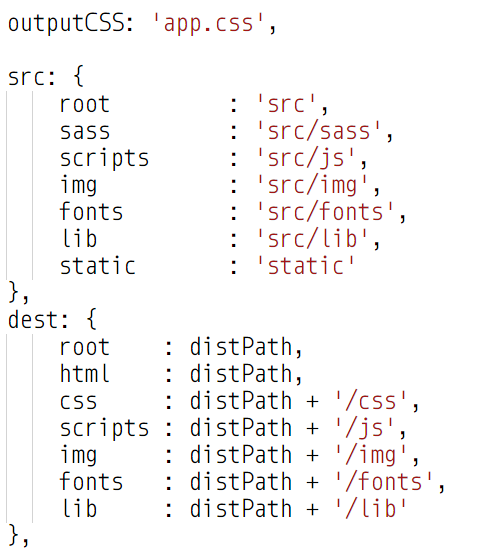 outputCSS: 'app.css',

src: {
    root         : 'src',
    sass         : 'src/sass',
    scripts      : 'src/js',
    img          : 'src/img',
    fonts        : 'src/fonts',
    lib          : 'src/lib',
    static       : 'static'
},
dest: {
    root    : distPath,
    html    : distPath,
    css     : distPath + '/css',
    scripts : distPath + '/js',
    img     : distPath + '/img',
    fonts   : distPath + '/fonts',
    lib     : distPath + '/lib'
},